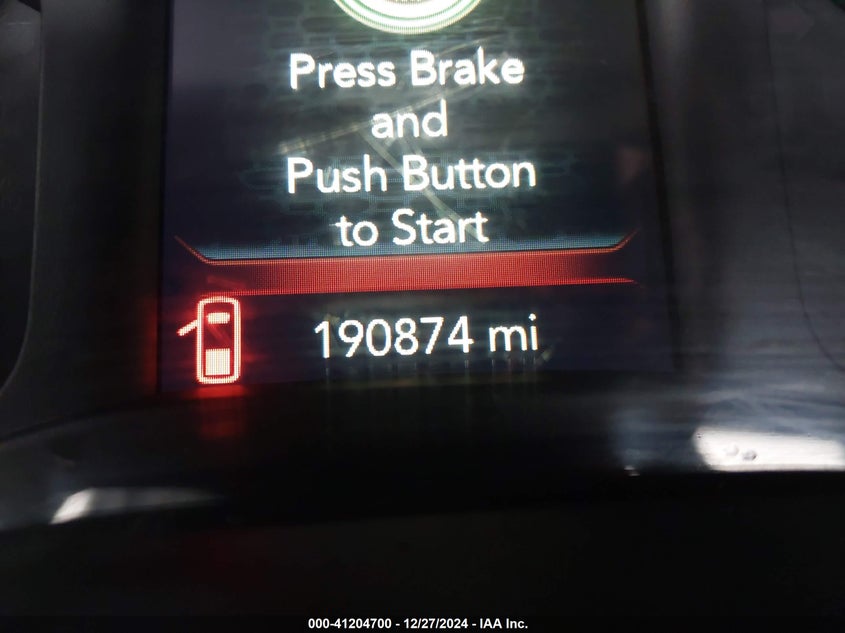 Press Brake
and
Push Button
to Start
190874 mi
000-41204700 - 12/27/2024 - IAA Inc.